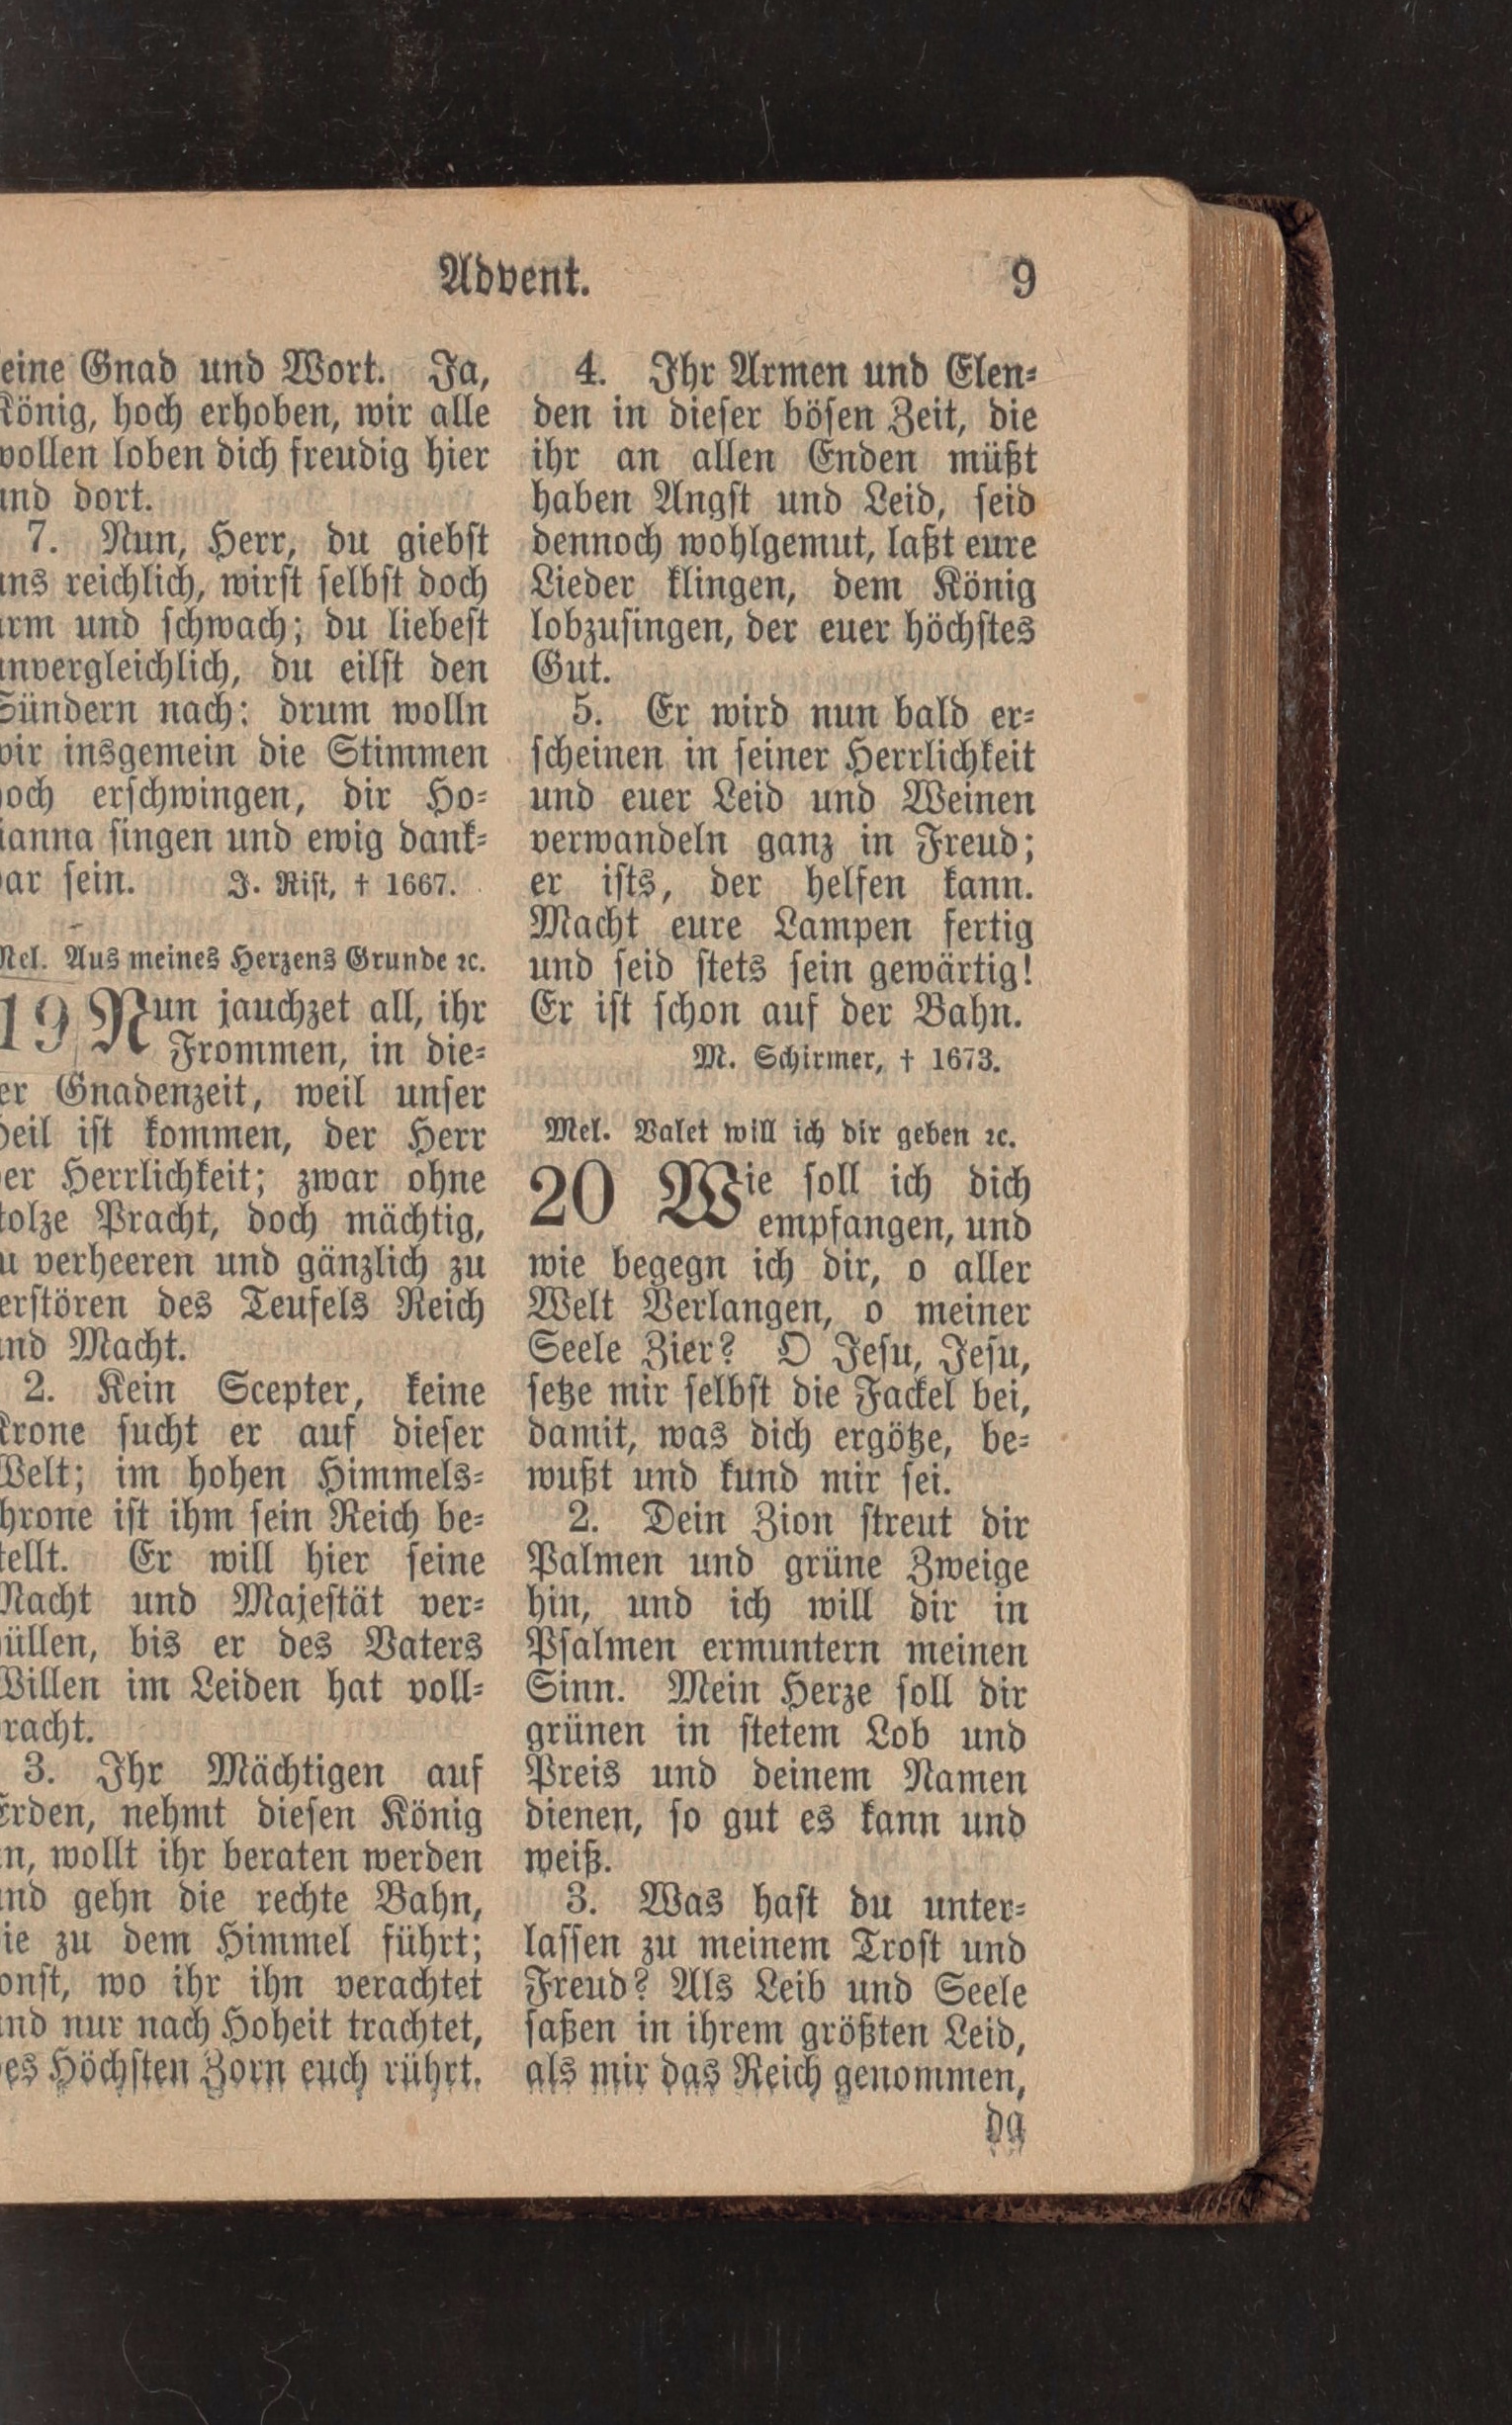 Advent. 9
eine Gnad und Wort. Ja,
König, hoch erhoben, wir alle
wollen loben dich freudig hier
und dort.
7. Nun, Herr, du giebſt
uns reichlich, wirſt ſelbſt doch
arm und ſchwach; du liebeſt
unvergleichlich, du eilſt den
Sündern nach: drum wolln
wir insgemein die Stimmen
hoch erſchwingen, dir Ho-
ſianna ſingen und ewig dank-
bar ſein. J. Riſt, † 1667.
Mel. Aus meines Herzens Grunde ꝛc.
19 Nun jauchzet all, ihr
Frommen, in die-
er Gnadenzeit, weil unſer
Heil iſt kommen, der Herr
der Herrlichkeit; zwar ohne
tolze Pracht, doch mächtig,
zu verheeren und gänzlich zu
erſtören des Teufels Reich
und Macht.
2. Kein Scepter, keine
Krone ſucht er auf dieſer
Welt; im hohen Himmels-
hrone iſt ihm ſein Reich be-
tellt. Er will hier ſeine
Macht und Majeſtät ver-
hüllen, bis er des Vaters
Willen im Leiden hat voll-
racht.
3. Ihr Mächtigen auf
Erden, nehmt dieſen König
an, wollt ihr beraten werden
und gehn die rechte Bahn,
die zu dem Himmel führt;
onſt, wo ihr ihn verachtet
und nur nach Hoheit trachtet,
des Höchſten Zorn euch rührt.
4. Ihr Armen und Elen-
den in dieſer böſen Zeit, die
ihr an allen Enden müßt
haben Angſt und Leid, ſeid
dennoch wohlgemut, laßt eure
Lieder klingen, dem König
lobzuſingen, der euer höchſtes
Gut.
5. Er wird nun bald er-
ſcheinen in ſeiner Herrlichkeit
und euer Leid und Weinen
verwandeln ganz in Freud;
er iſts, der helfen kann.
Macht eure Lampen fertig
und ſeid ſtets ſein gewärtig!
Er iſt ſchon auf der Bahn.
M. Schirmer, † 1673.
Mel. Valet will ich dir geben ꝛc.
20 Wie ſoll ich dich
empfangen, und
wie begegn ich dir, o aller
Welt Verlangen, o meiner
Seele Zier? O Jeſu, Jeſu,
ſetze mir ſelbſt die Fackel bei,
damit, was dich ergötze, be-
wußt und kund mir ſei.
2. Dein Zion ſtreut dir
Palmen und grüne Zweige
hin, und ich will dir in
Pſalmen ermuntern meinen
Sinn. Mein Herze ſoll dir
grünen in ſtetem Lob und
Preis und deinem Namen
dienen, ſo gut es kann und
weiß.
3. Was haſt du unter-
laſſen zu meinem Troſt und
Freud? Als Leib und Seele
ſaßen in ihrem größten Leid,
als mir das Reich genommen,
da